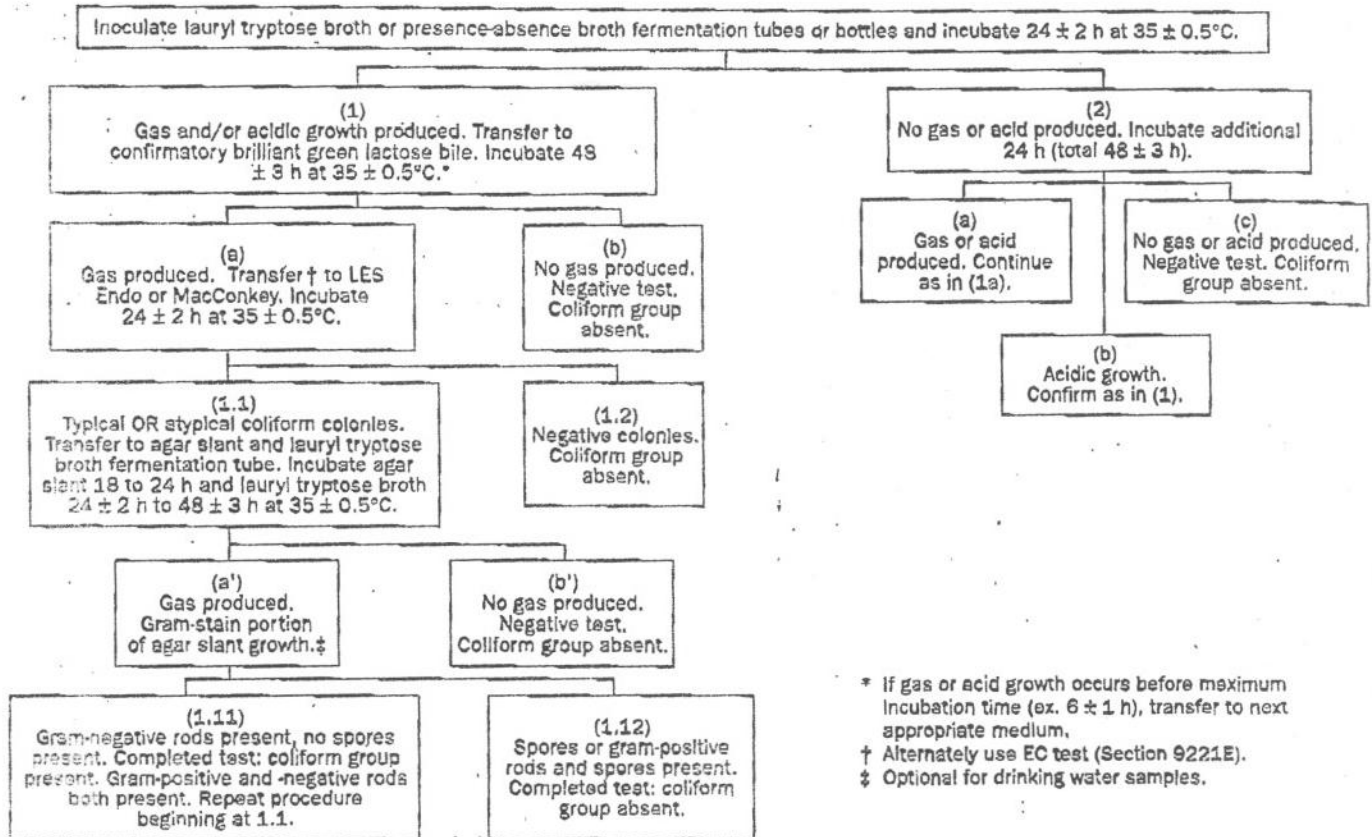 Inoculate lauryl tryptose broth or presence-absence broth fermentation tubes or bottles and incubate 24 ± 2 h at 35 ± 0.5°C.
(1)
Gas and/or acidic growth produced. Transfer to
confirmatory brilliant green lactose bile. Incubate 48
± 3 h at 35 ± 0.5°C.*
(2)
No gas or acid produced. Incubate additional
24 h (total 48 ± 3 h).
(a)
Gas produced. Transfer† to LES
Endo or MacConkey. Incubate
24 ± 2 h at 35 ± 0.5°C.
(b)
No gas produced.
Negative test.
Coliform group
absent.
(a)
Gas or acid
produced. Continue
as in (1a).
(c)
No gas or acid produced.
Negative test. Coliform
group absent.
(b)
Acidic growth.
Confirm as in (1).
(1.1)
Typical OR atypical coliform colonies.
Transfer to agar slant and lauryl tryptose
broth fermentation tube. Incubate agar
slant 18 to 24 h and lauryl tryptose broth
24 ± 2 h to 48 ± 3 h at 35 ± 0.5°C.
(1.2)
Negative colonies.
Coliform group
absent.
(a')
Gas produced.
Gram-stain portion
of agar slant growth.‡
(b')
No gas produced.
Negative test.
Coliform group absent.
(1.11)
Gram-negative rods present, no spores
present. Completed test: coliform group
present. Gram-positive and -negative rods
both present. Repeat procedure
beginning at 1.1.
(1.12)
Spores or gram-positive
rods and spores present.
Completed test: coliform
group absent.
* If gas or acid growth occurs before maximum
incubation time (ex. 6 ± 1 h), transfer to next
appropriate medium.
† Alternately use EC test (Section 9221E).
‡ Optional for drinking water samples.